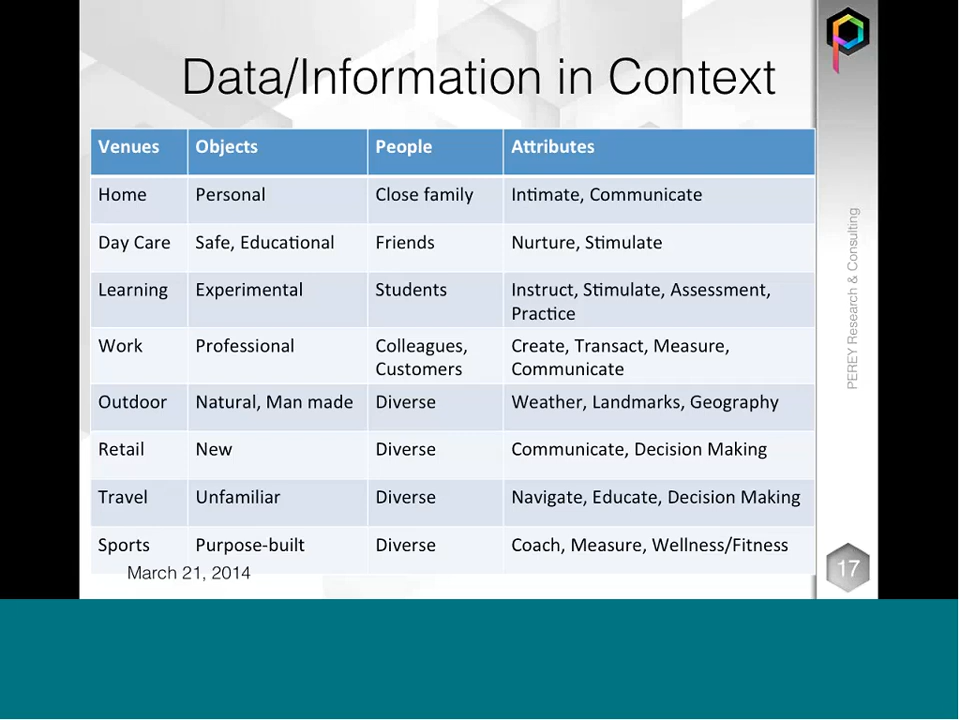 Data/Information in Context
Venues Objects People Attributes
Home Personal Close family Intimate, Communicate
Day Care Safe, Educational Friends Nurture, Stimulate
Learning Experimental Students Instruct, Stimulate, Assessment,
Practice
Work Professional Colleagues, Create, Transact, Measure,
Customers Communicate
Outdoor Natural, Man made Diverse Weather, Landmarks, Geography
Retail New Diverse Communicate, Decision Making
Travel Unfamiliar Diverse Navigate, Educate, Decision Making
Sports Purpose-built Diverse Coach, Measure, Wellness/Fitness
March 21, 2014
PEREY Research & Consulting
17